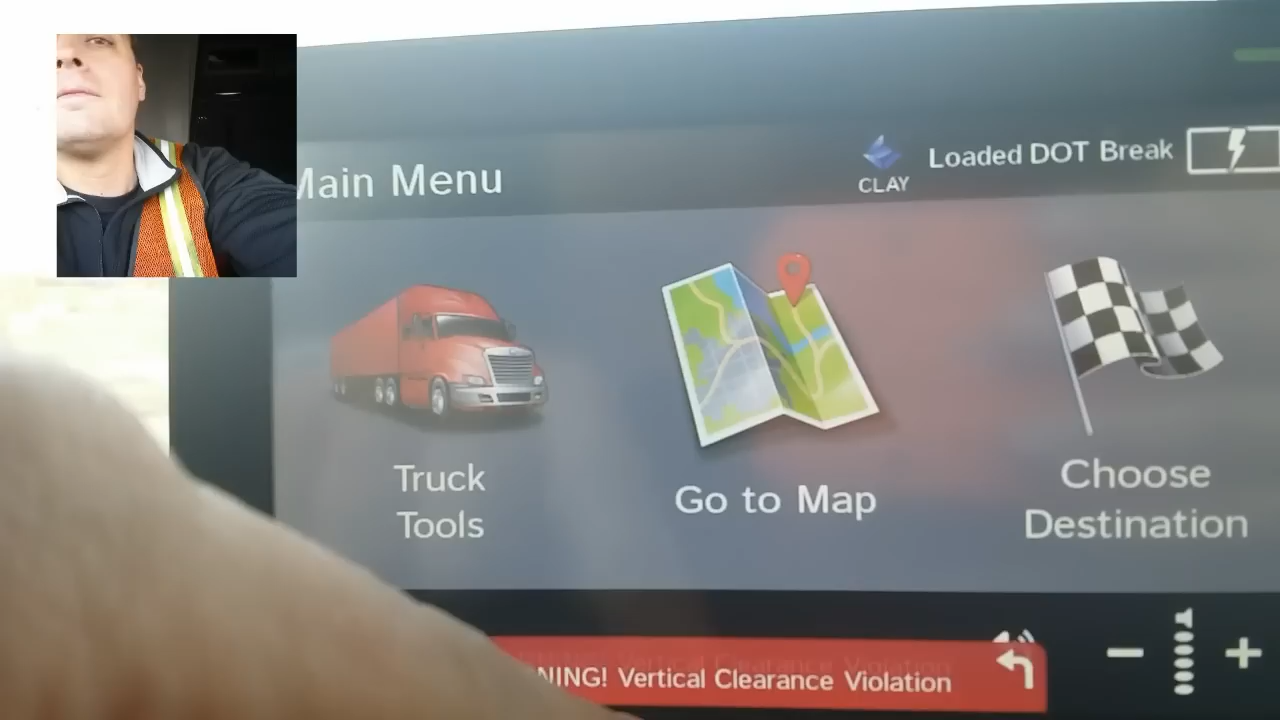 Main Menu
CLAY
Loaded DOT Break
Truck
Tools
Go to Map
Choose
Destination
NING! Vertical Clearance Violation